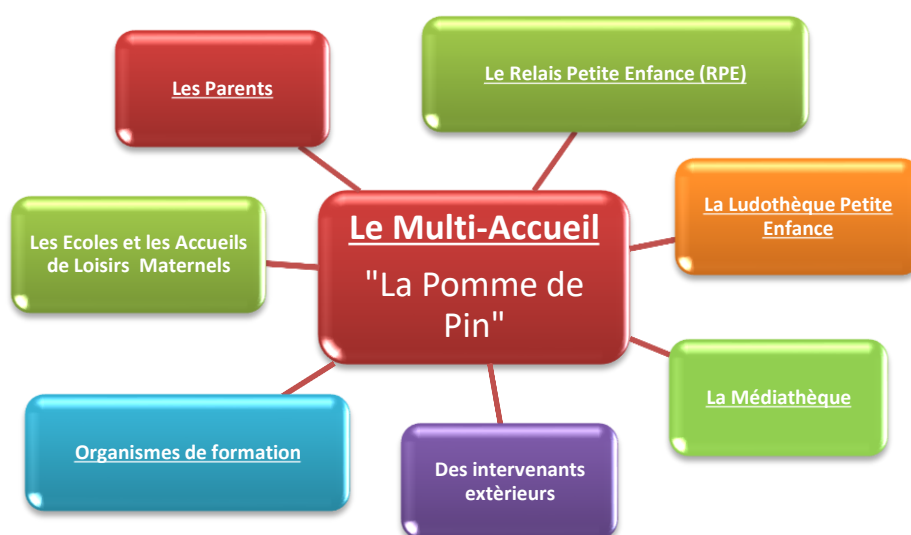 Les Parents
Le Relais Petite Enfance (RPE)
La Ludothèque Petite
Enfance
Les Ecoles et les Accueils
de Loisirs  Maternels
Le Multi-Accueil
"La Pomme de
Pin"
La Médiathèque
Organismes de formation
Des intervenants
extèrieurs